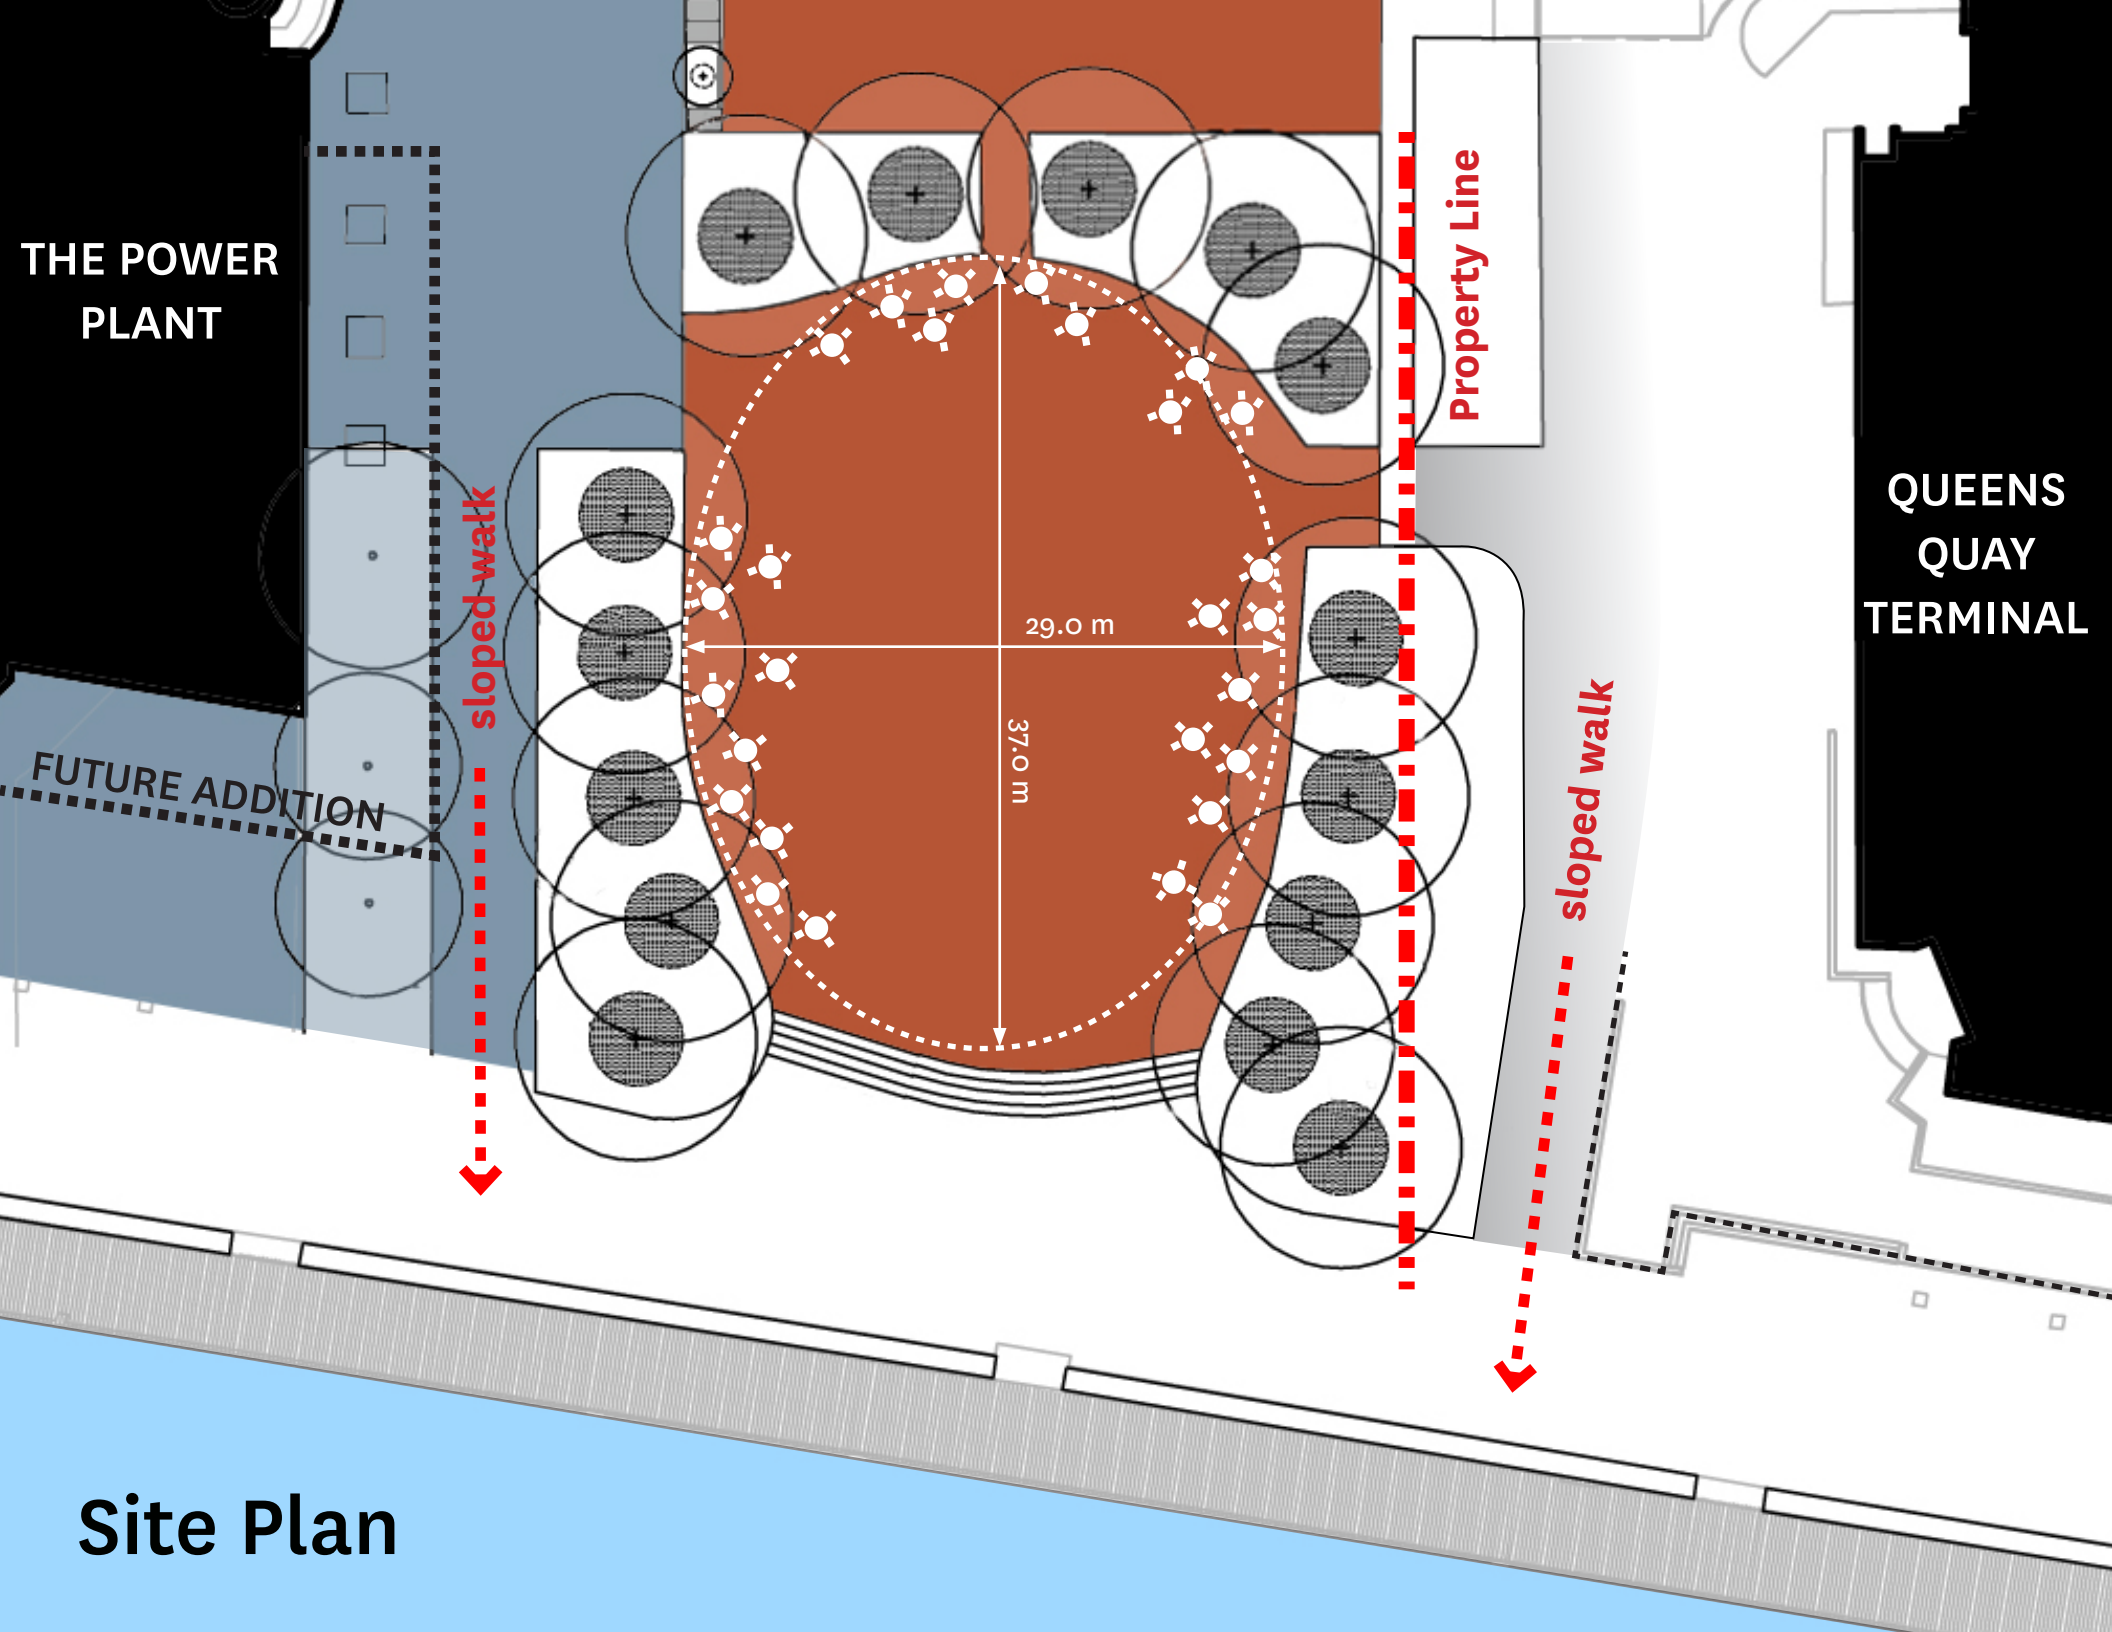 THE POWER
PLANT
Property Line
QUEENS
QUAY
TERMINAL
sloped walk
29.0 m
37.0 m
sloped walk
FUTURE ADDITION
Site Plan